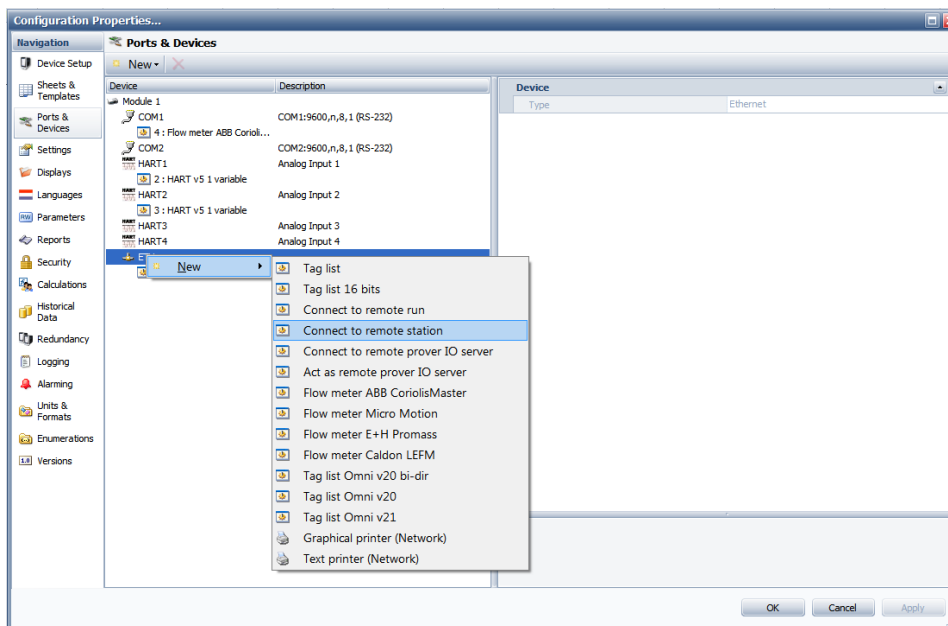 Configuration Properties...
Navigation
Device Setup
Sheets &
Templates
Ports &
Devices
Settings
Displays
Languages
Parameters
Reports
Security
Calculations
Historical
Data
Redundancy
Logging
Alarming
Units &
Formats
Enumerations
Versions
Ports & Devices
New
Device Description
Module 1
COM1 COM1:9600,n,8,1 (RS-232)
4 : Flow meter ABB Corioli...
COM2 COM2:9600,n,8,1 (RS-232)
HART1 Analog Input 1
2 : HART v5 1 variable
HART2 Analog Input 2
3 : HART v5 1 variable
HART3 Analog Input 3
HART4 Analog Input 4
New
Tag list
Tag list 16 bits
Connect to remote run
Connect to remote station
Connect to remote prover IO server
Act as remote prover IO server
Flow meter ABB CoriolisMaster
Flow meter Micro Motion
Flow meter E+H Promass
Flow meter Caldon LEFM
Tag list Omni v20 bi-dir
Tag list Omni v20
Tag list Omni v21
Graphical printer (Network)
Text printer (Network)
Device
Type Ethernet
OK Cancel Apply